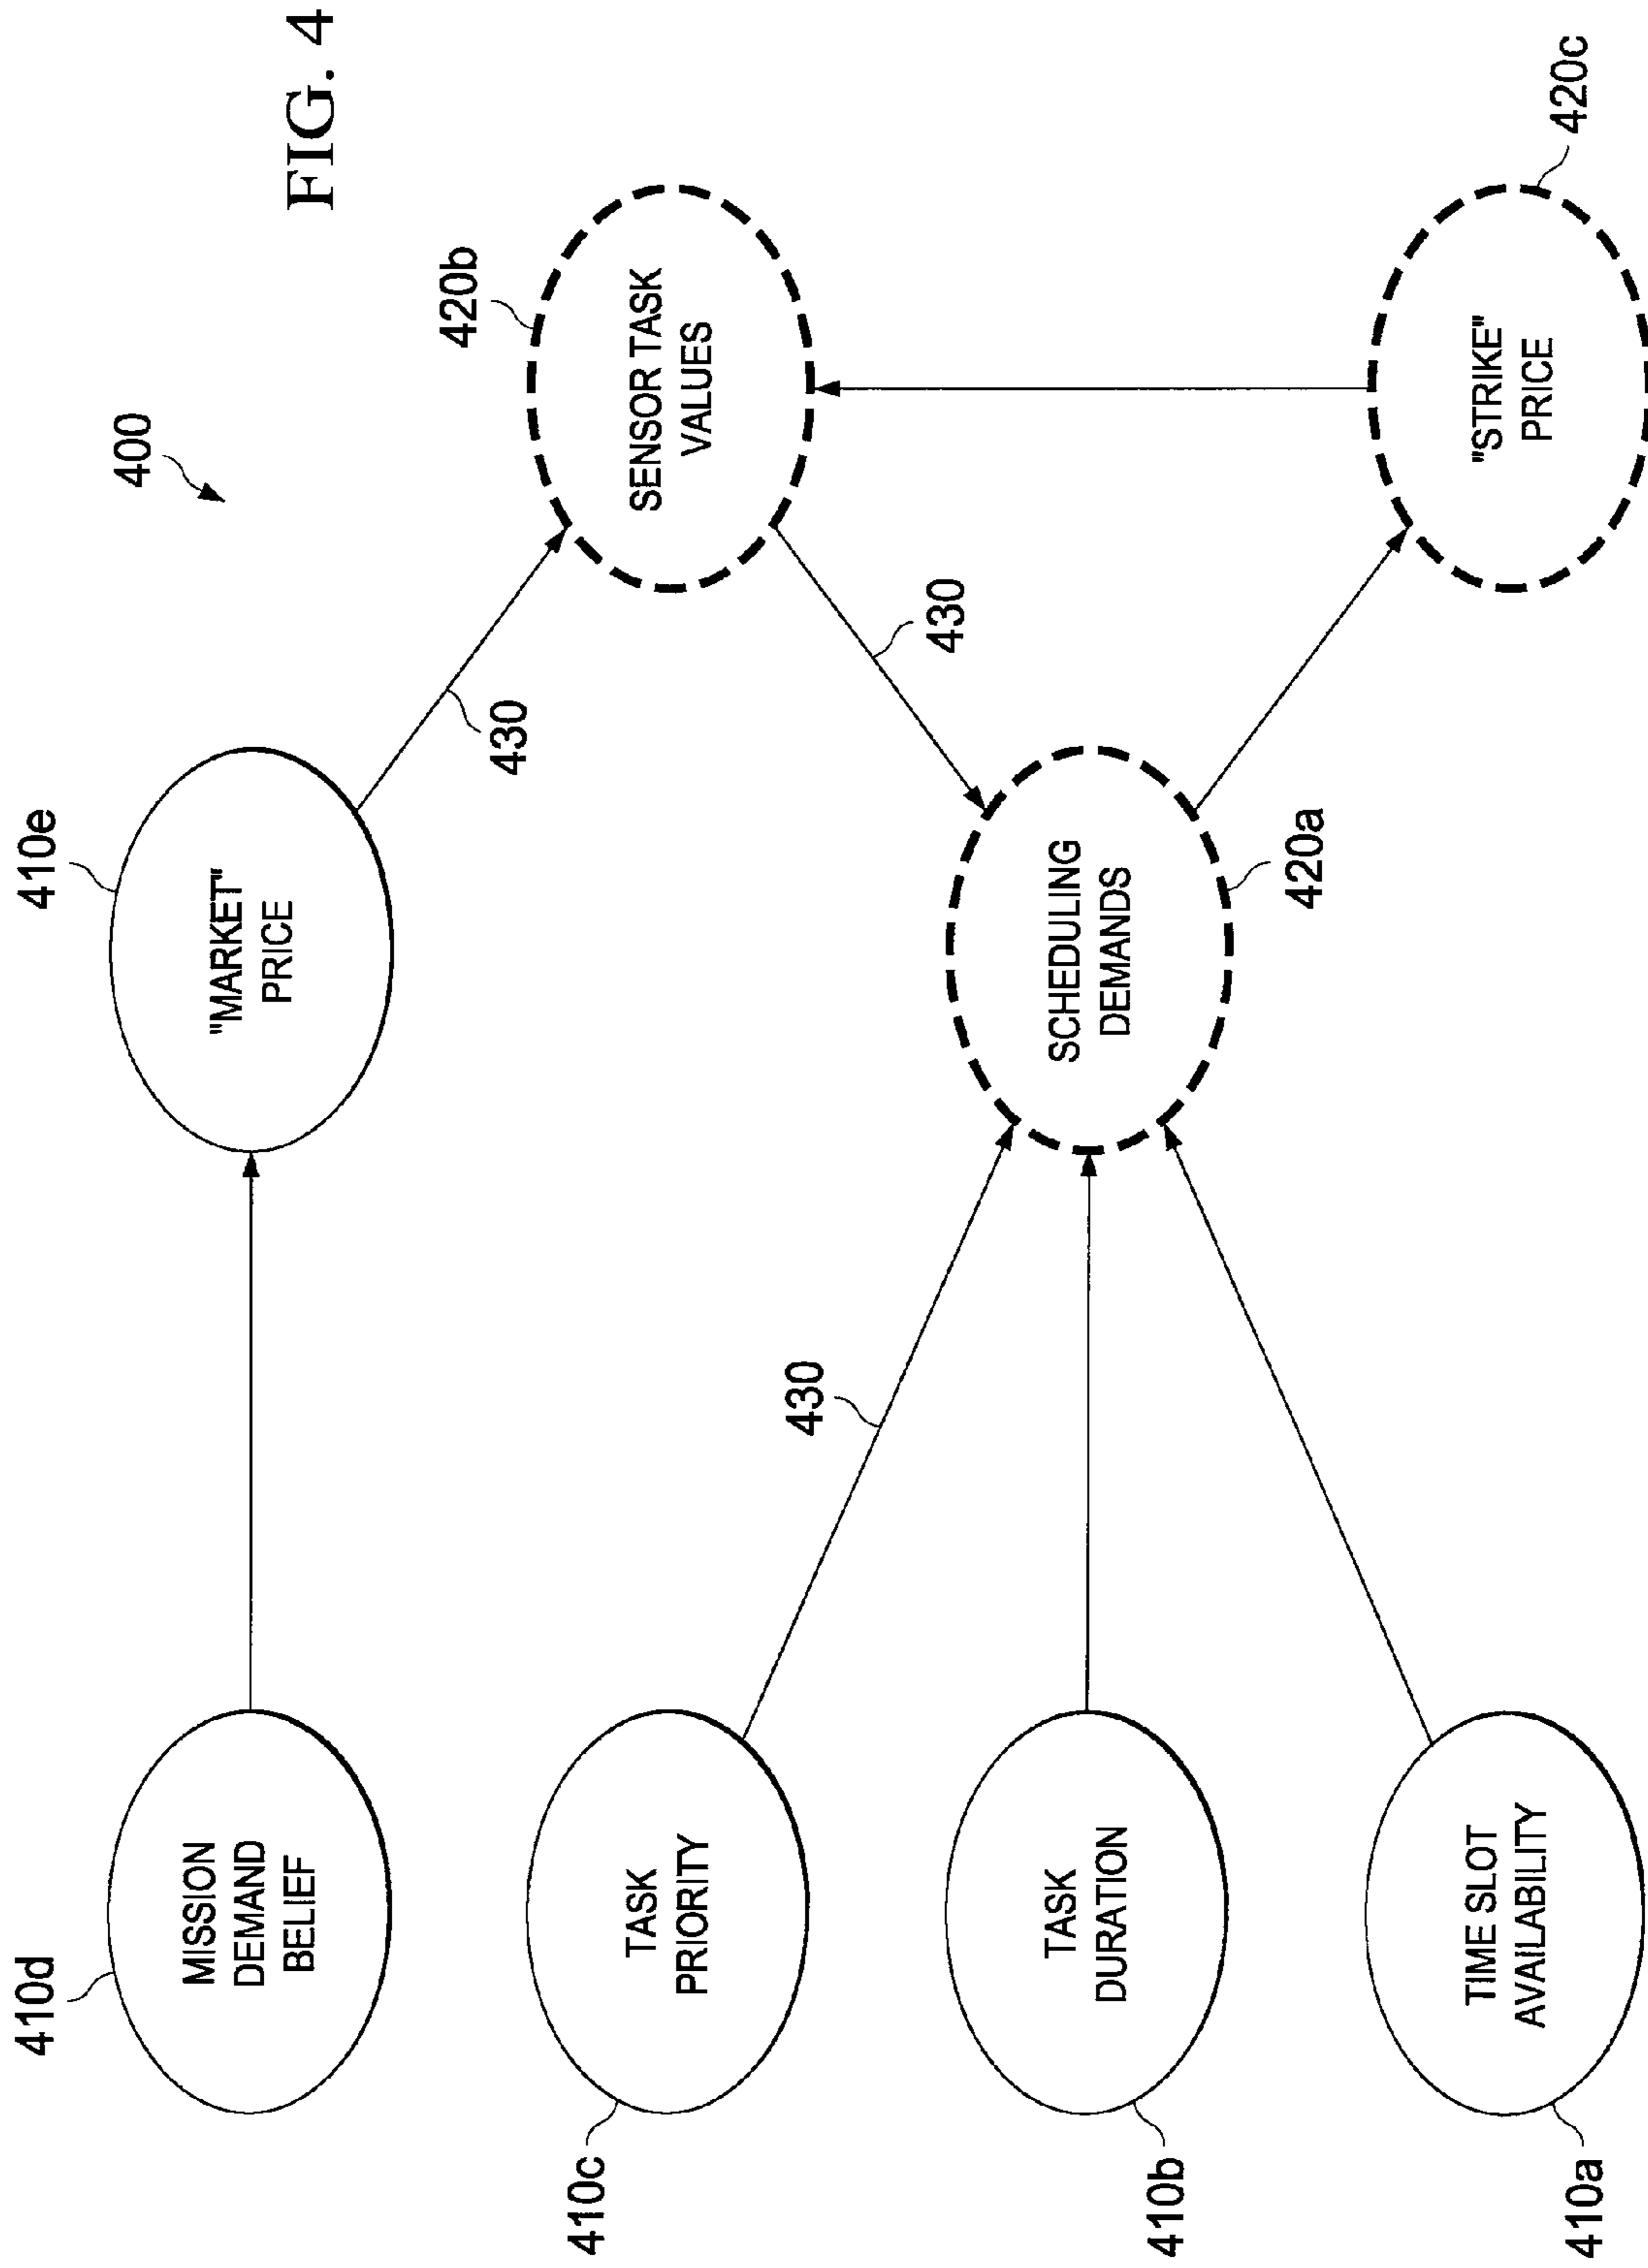 FIG. 4
400
410d
MISSION
DEMAND
BELIEF
410e
"MARKET"
PRICE
430
420b
SENSOR TASK
VALUES
410c
TASK
PRIORITY
430
430
410b
TASK
DURATION
SCHEDULING
DEMANDS
420a
410a
TIME SLOT
AVAILABILITY
"STRIKE"
PRICE
420c